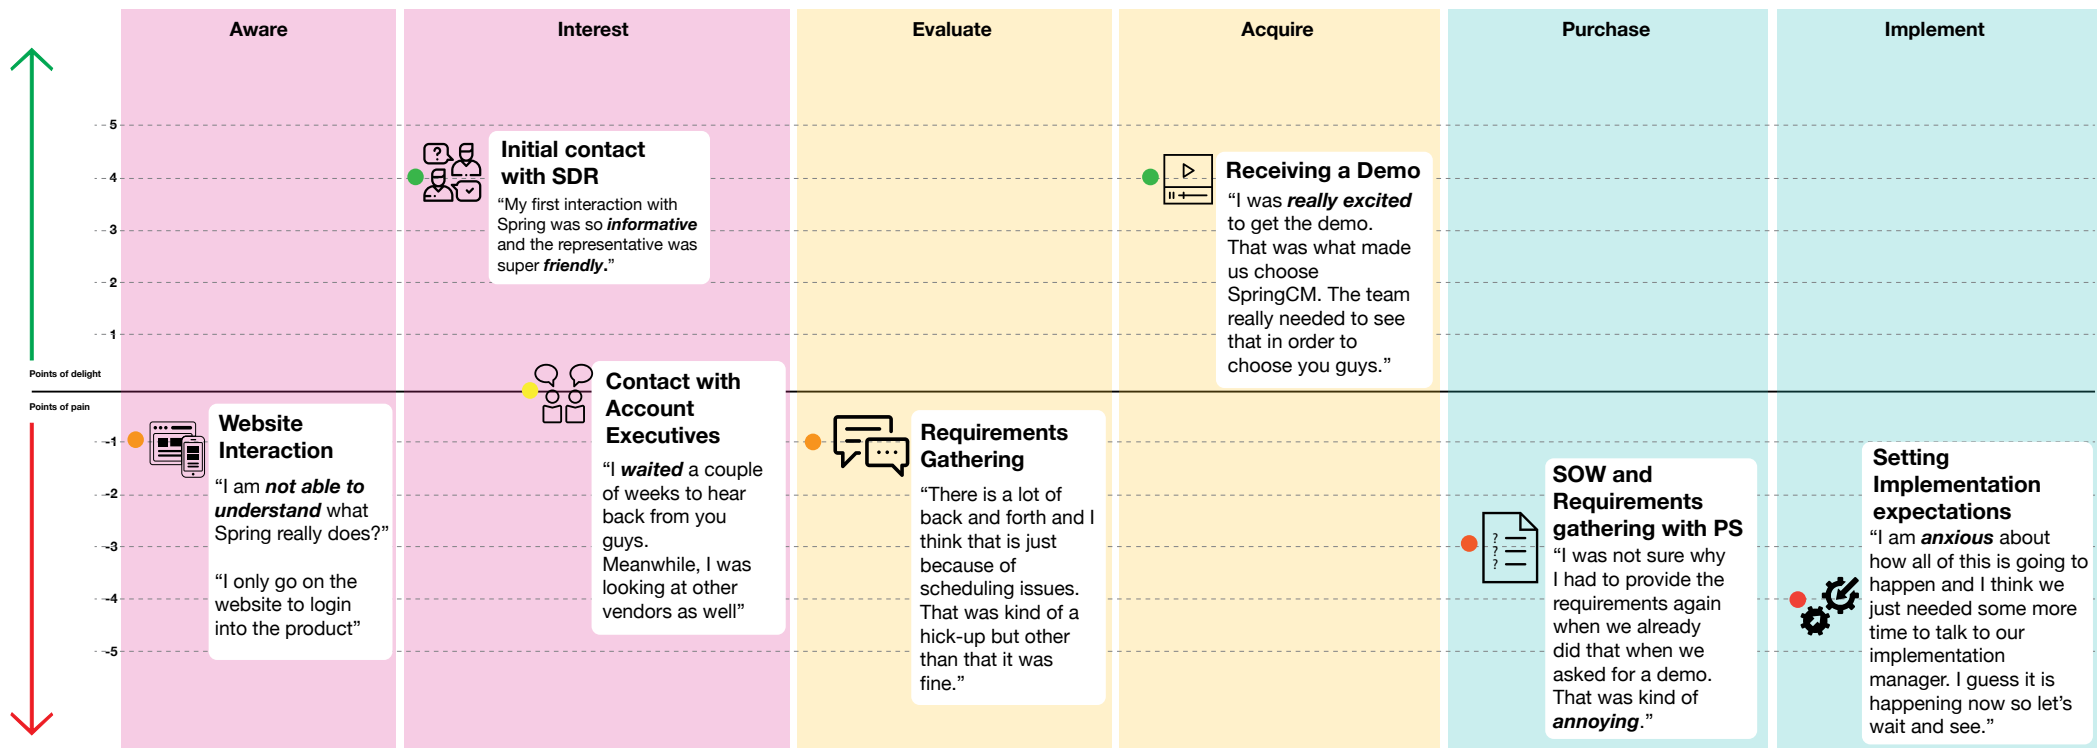 Aware
Interest
Evaluate
Acquire
Purchase
Implement
5
4
3
2
1
Points of delight
Points of pain
-1
-2
-3
-4
-5
Website
Interaction
“I am not able to
understand what
Spring really does?”
“I only go on the
website to login
into the product”
Initial contact
with SDR
“My first interaction with
Spring was so informative
and the representative was
super friendly.”
Contact with
Account
Executives
“I waited a couple
of weeks to hear
back from you
guys.
Meanwhile, I was
looking at other
vendors as well”
Requirements
Gathering
“There is a lot of
back and forth and I
think that is just
because of
scheduling issues.
That was kind of a
hick-up but other
than that it was
fine.”
Receiving a Demo
“I was really excited
to get the demo.
That was what made
us choose
SpringCM. The team
really needed to see
that in order to
choose you guys.”
?
?
?
?
SOW and
Requirements
gathering with PS
“I was not sure why
I had to provide the
requirements again
when we already
did that when we
asked for a demo.
That was kind of
annoying.”
Setting
Implementation
expectations
“I am anxious about
how all of this is going to
happen and I think we
just needed some more
time to talk to our
implementation
manager. I guess it is
happening now so let’s
wait and see.”